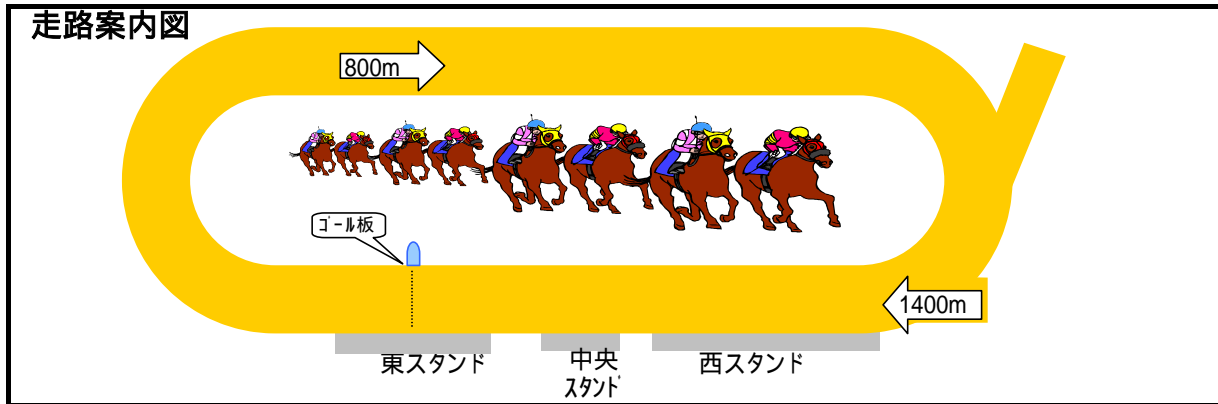 走路案内図
800m
ｺﾞｰﾙ板
1400m
東スタンド
中央
ｽﾀﾝﾄﾞ
西スタンド